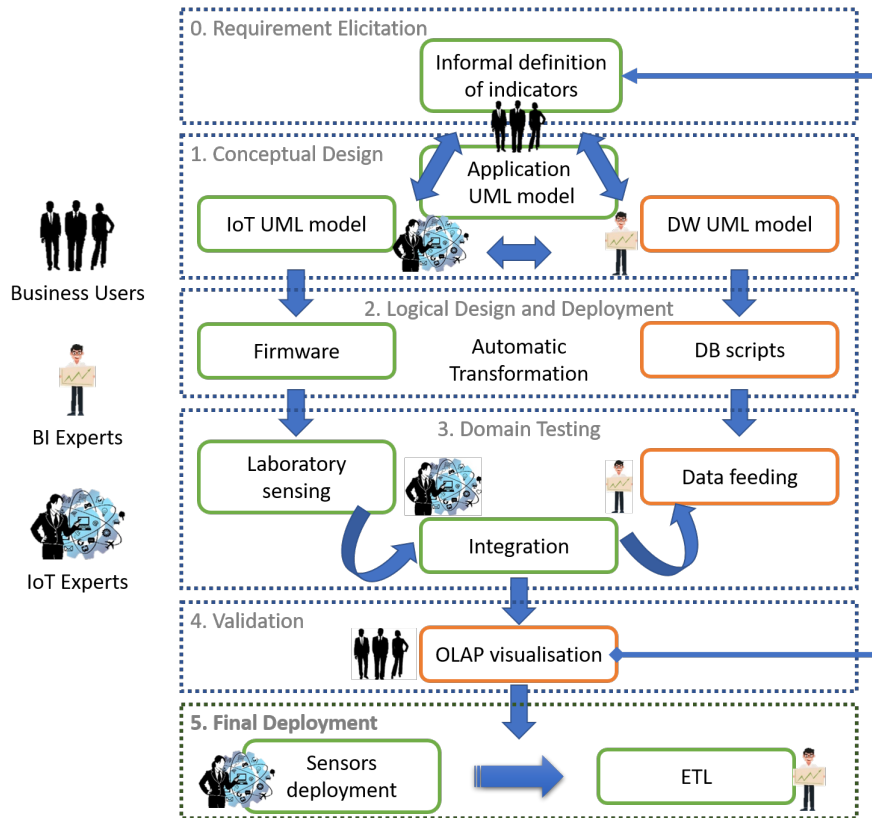 0. Requirement Elicitation
Informal definition
of indicators
1. Conceptual Design
Application
UML model
IoT UML model
DW UML model
Business Users
2. Logical Design and Deployment
Firmware
Automatic
Transformation
DB scripts
BI Experts
3. Domain Testing
Laboratory
sensing
Data feeding
Integration
IoT Experts
4. Validation
OLAP visualisation
5. Final Deployment
Sensors
deployment
ETL